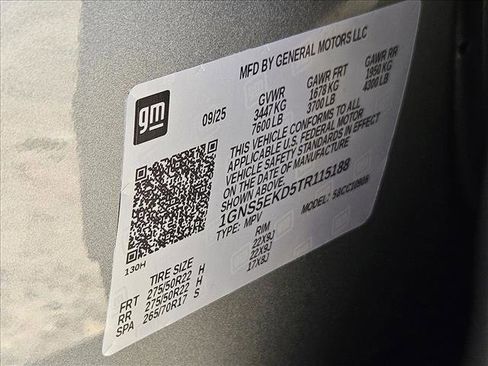 MFD BY GENERAL MOTORS LLC
gm
09/25 GVWR GAWR FRT GAWR RR
3447 KG 1678 KG 1950 KG
7600 LB 3700 LB 4300 LB
THIS VEHICLE CONFORMS TO ALL
APPLICABLE U.S. FEDERAL MOTOR
VEHICLE SAFETY STANDARDS IN EFFECT
ON THE DATE OF MANUFACTURE
SHOWN ABOVE.
1GNS5EKD5TR115188
TYPE: MPV MODEL:
130H
TIRE SIZE RIM
FRT 275/50R22 H 22X9J
RR 275/50R22 H 22X9J
SPA 265/70R17 S 17X8J